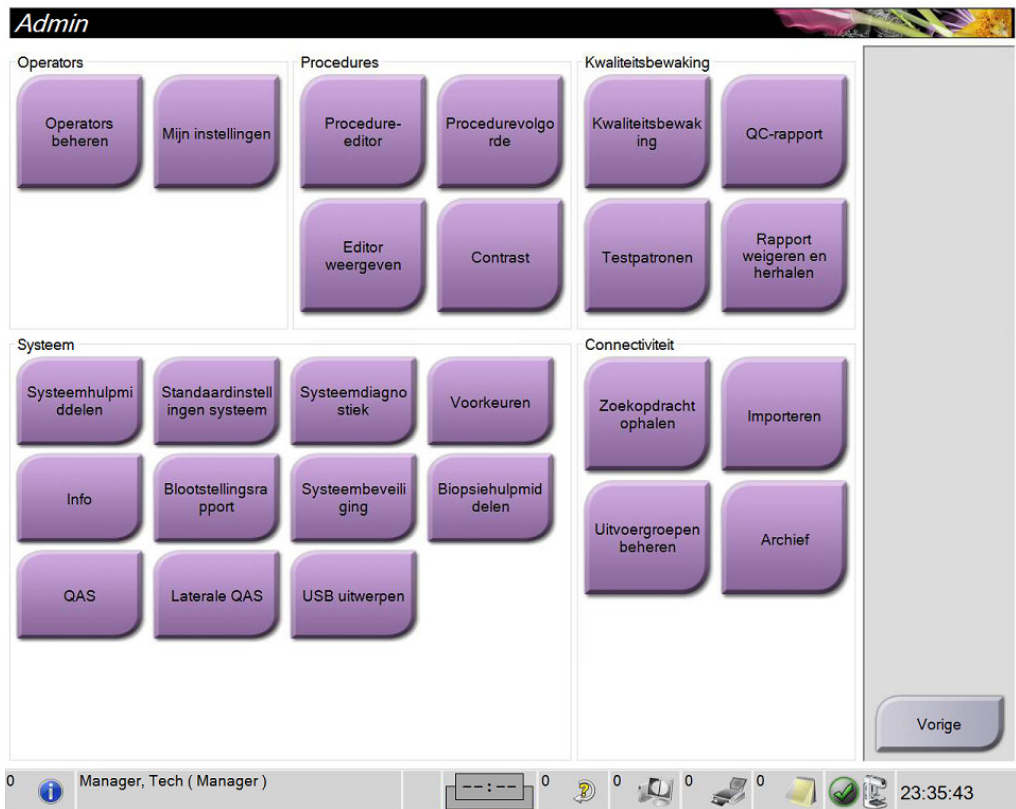 Admin
Operators
Operators
beheren
Mijn instellingen
Procedures
Procedure-
editor
Procedurevolgo
rde
Editor
weergeven
Contrast
Kwaliteitsbewaking
Kwaliteitsbewak
ing
QC-rapport
Testpatronen
Rapport
weigeren en
herhalen
Systeem
Systeemhulpmi
ddelen
Standaardinstell
ingen systeem
Systeemdiagno
stiek
Voorkeuren
Info
Blootstellingsra
pport
Systeembeveili
ging
Biopsiehulpmid
delen
QAS
Laterale QAS
USB uitwerpen
Connectiviteit
Zoekopdracht
ophalen
Importeren
Uitvoergroepen
beheren
Archief
Vorige
0
Manager, Tech ( Manager )
--:--
0
0
0
0
23:35:43